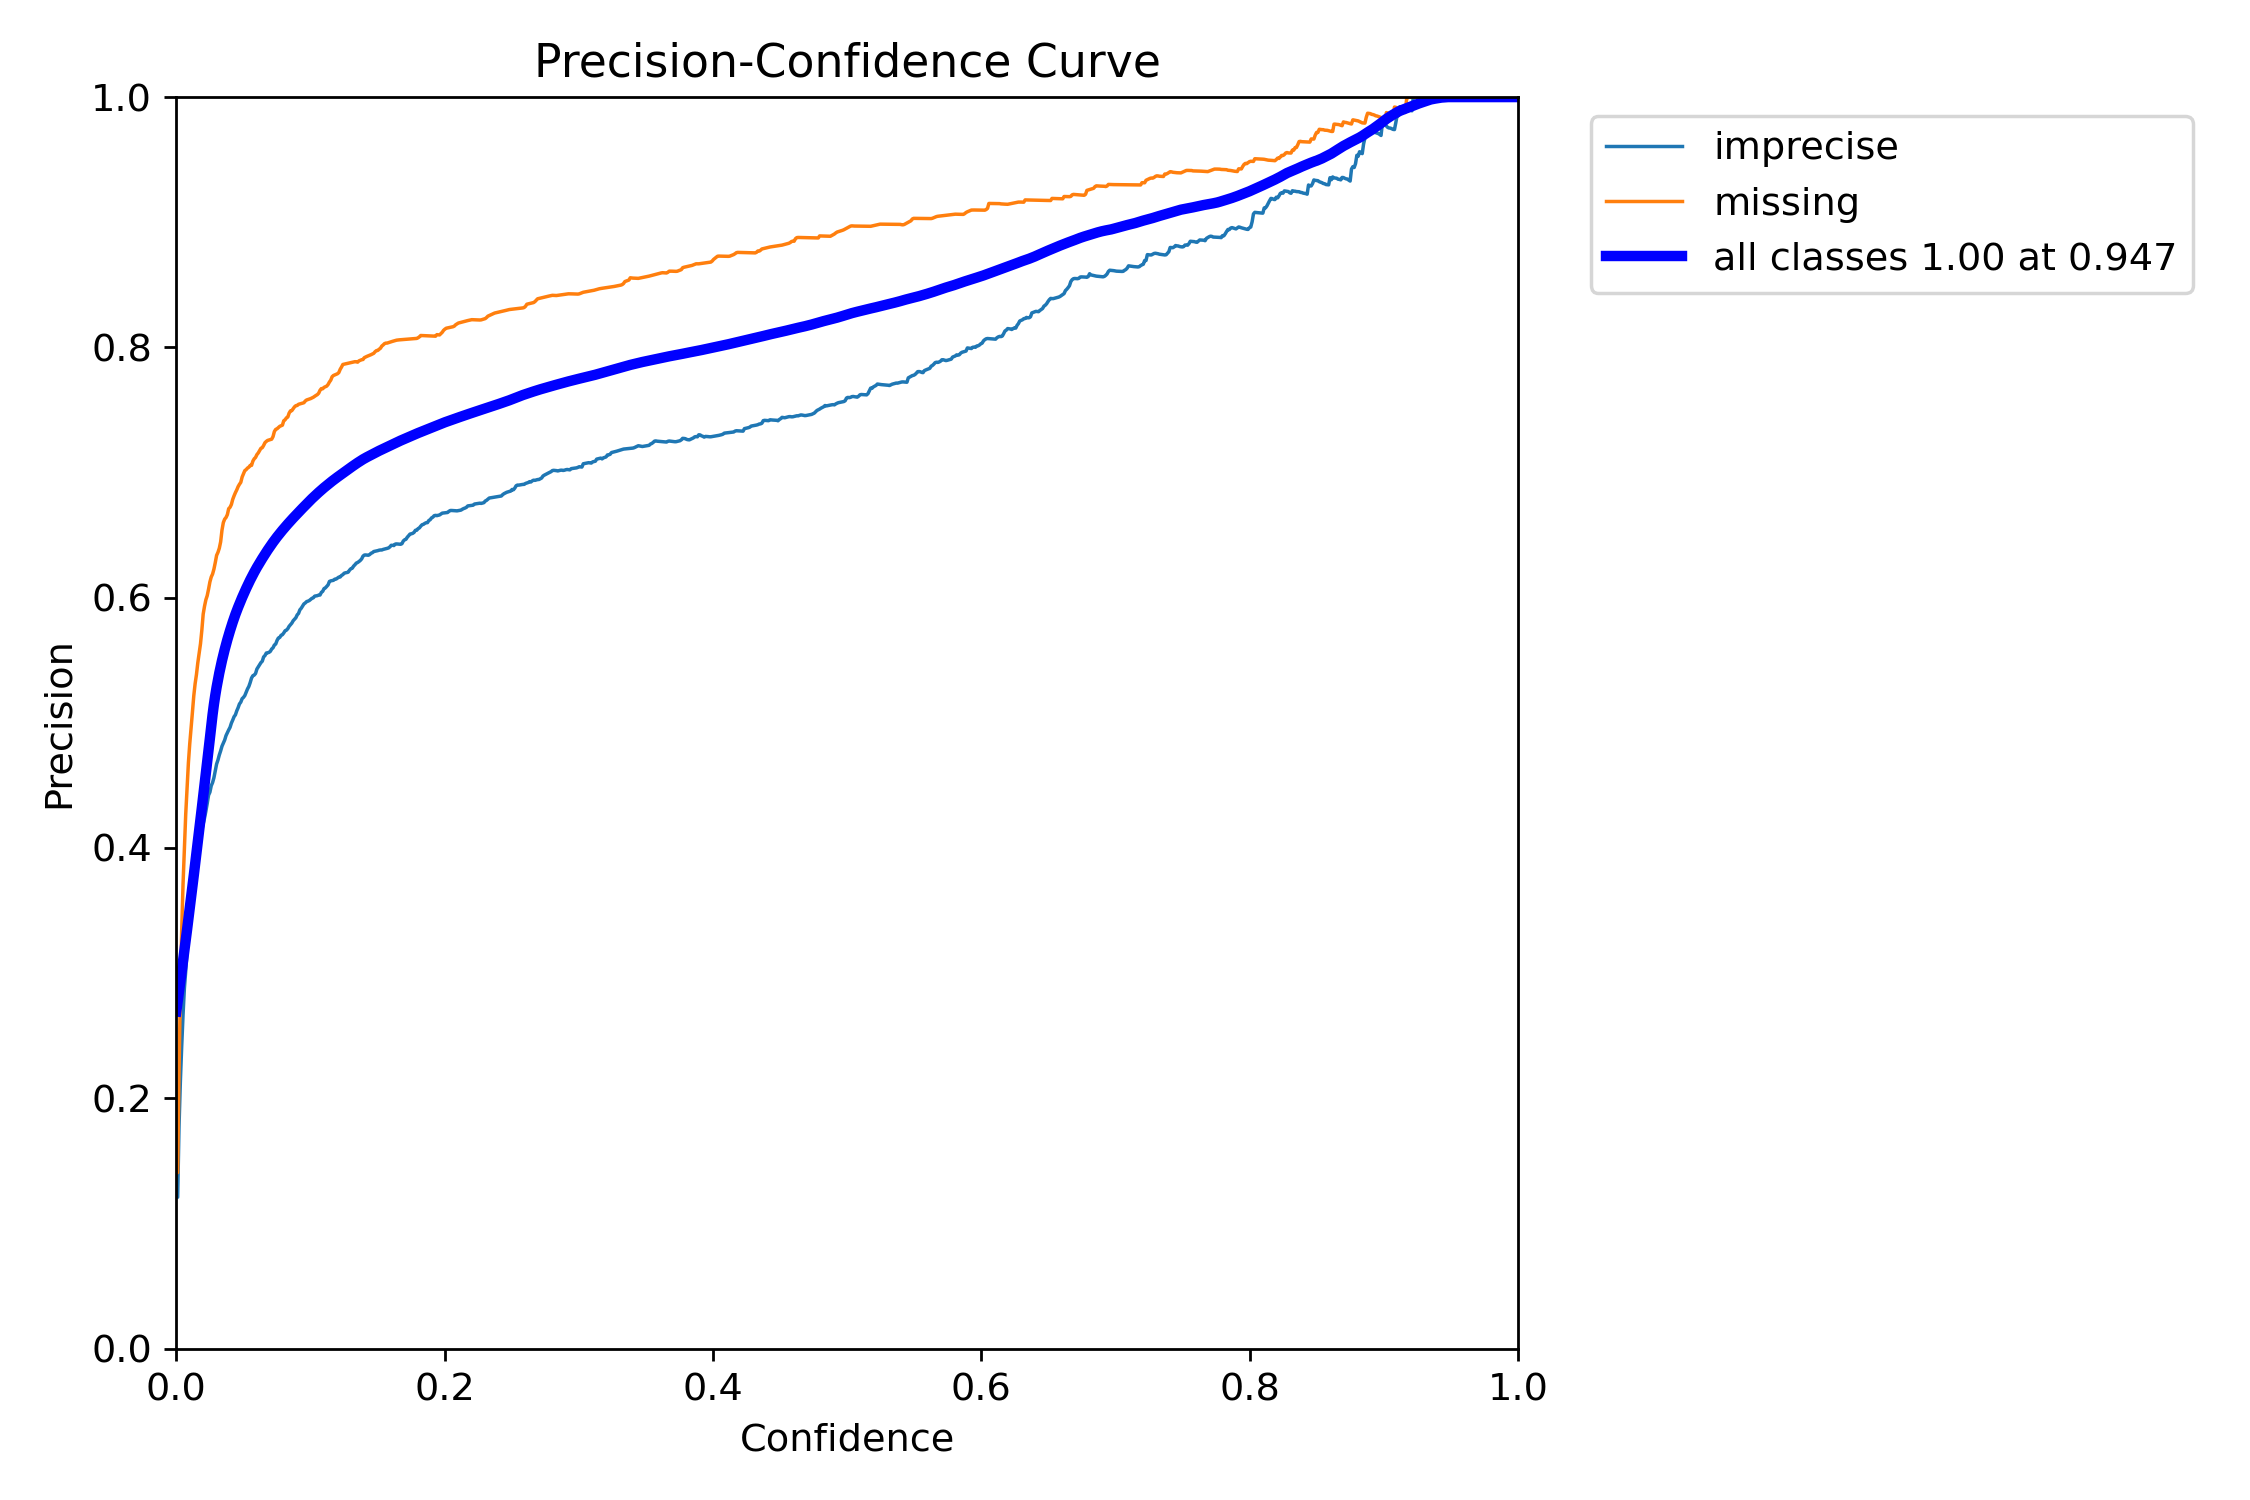 Precision-Confidence Curve
1.0
0.8
0.6
0.4
0.2
0.0
Precision
0.0 0.2 0.4 0.6 0.8 1.0
Confidence
imprecise
missing
all classes 1.00 at 0.947